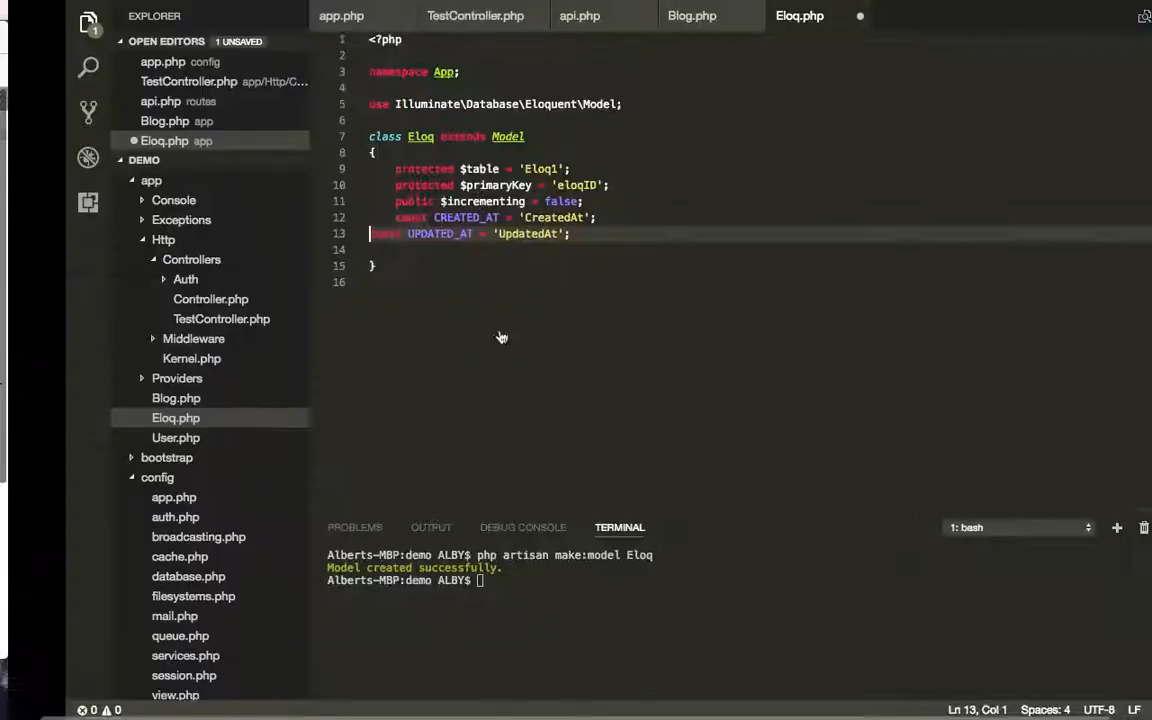 EXPLORER
app.php
TestController.php
api.php
Blog.php
Eloq.php
1
OPEN EDITORS 1 UNSAVED
app.php config
TestController.php app/Http/C...
api.php routes
Blog.php app
Eloq.php app
DEMO
app
Console
Exceptions
Http
Controllers
Auth
Controller.php
TestController.php
Middleware
Kernel.php
Providers
Blog.php
Eloq.php
User.php
bootstrap
config
app.php
auth.php
broadcasting.php
cache.php
database.php
filesystems.php
mail.php
queue.php
services.php
session.php
view.php
1 <?php
2
3 namespace App;
4
5 use Illuminate\Database\Eloquent\Model;
6
7 class Eloq extends Model
8 {
9 protected $table = 'Eloq1';
10 protected $primaryKey = 'eloqID';
11 public $incrementing = false;
12 const CREATED_AT = 'CreatedAt';
13 const UPDATED_AT = 'UpdatedAt';
14
15 }
16
PROBLEMS OUTPUT DEBUG CONSOLE TERMINAL 1: bash
Alberts-MBP:demo ALBY$ php artisan make:model Eloq
Model created successfully.
Alberts-MBP:demo ALBY$
0 0 Ln 13, Col 1 Spaces: 4 UTF-8 LF